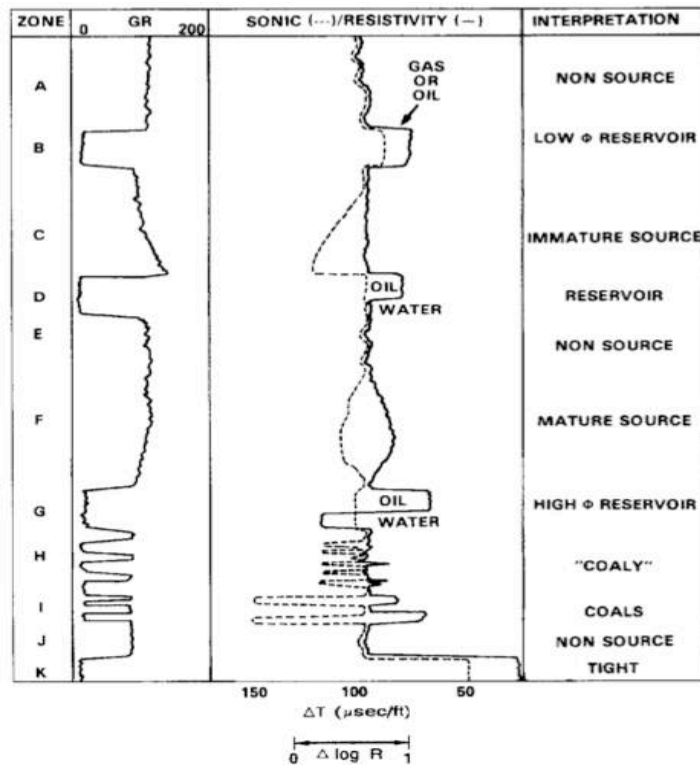 ZONE GR SONIC (---)/RESISTIVITY (—) INTERPRETATION
0 200
GAS
OR
OIL
A NON SOURCE
B LOW Φ RESERVOIR
C IMMATURE SOURCE
OIL
D RESERVOIR
WATER
E NON SOURCE
F MATURE SOURCE
OIL HIGH Φ RESERVOIR
G WATER
H "COALY"
I COALS
J NON SOURCE
K TIGHT
150 100 50
ΔT (μsec/ft)
0 1
Δ log R